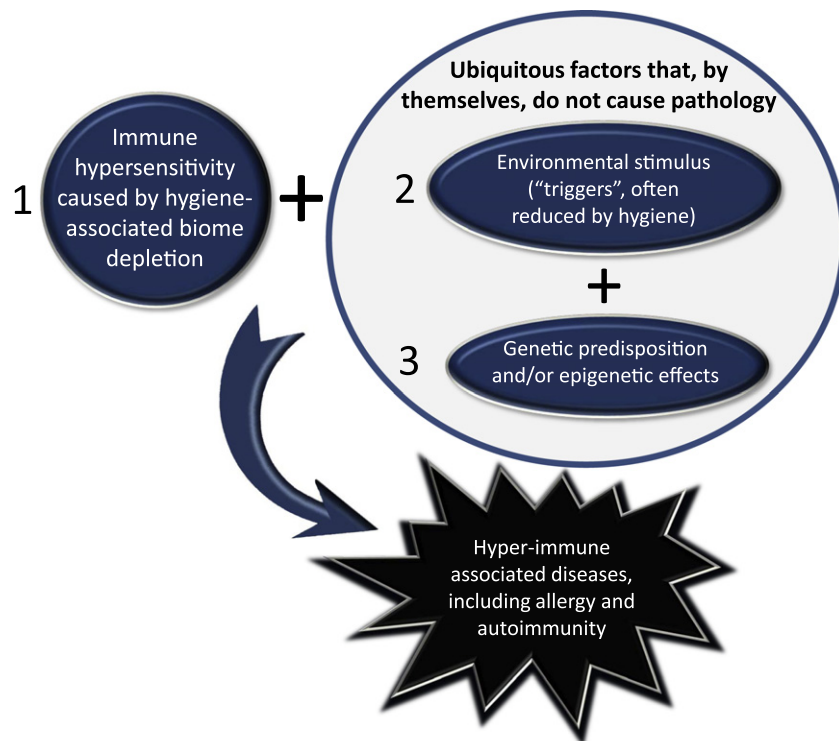 1
Immune
hypersensitivity
caused by hygiene-
associated biome
depletion
+
Ubiquitous factors that, by
themselves, do not cause pathology
2
Environmental stimulus
(“triggers”, often
reduced by hygiene)
+
3
Genetic predisposition
and/or epigenetic effects
Hyper-immune
associated diseases,
including allergy and
autoimmunity